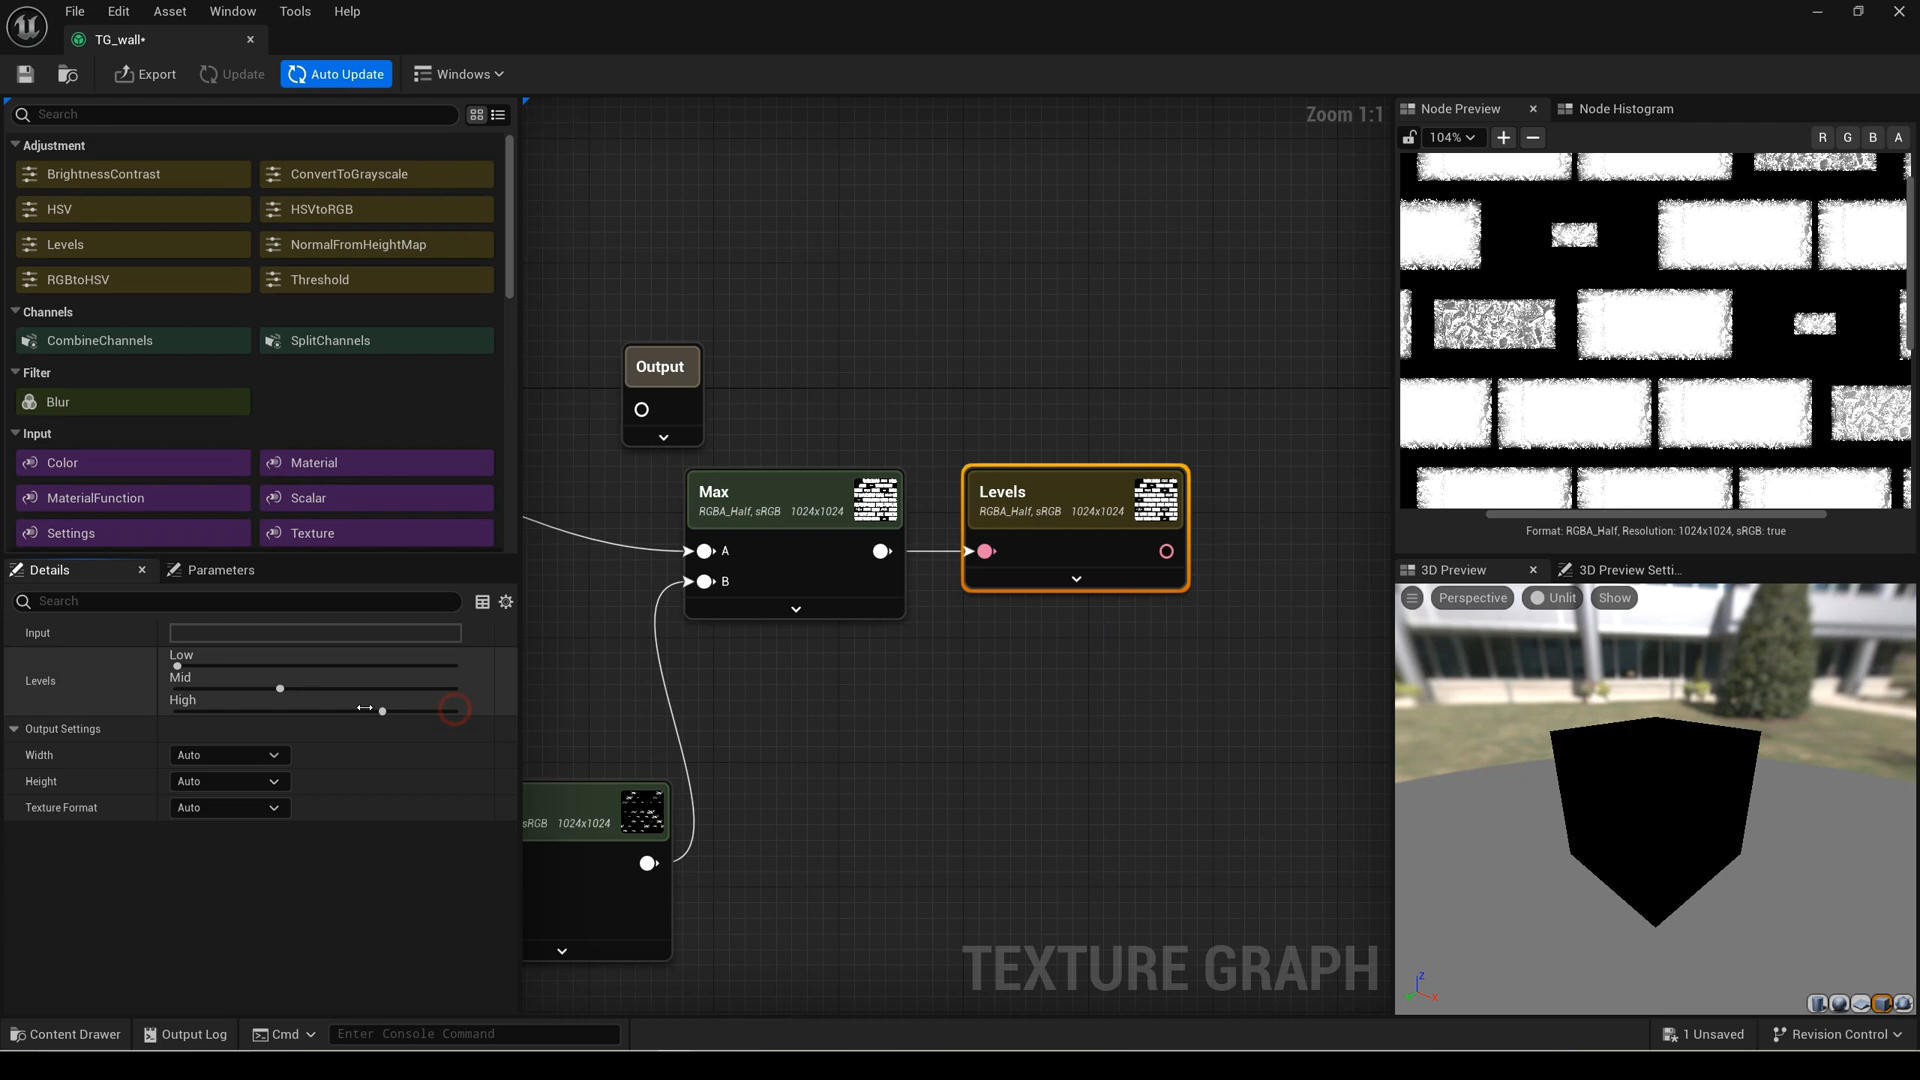 File Edit Asset Window Tools Help
TG_wall•
Export Update Auto Update Windows
Search
Adjustment
BrightnessContrast ConvertToGrayscale
HSV HSVtoRGB
Levels NormalFromHeightMap
RGBtoHSV Threshold
Channels
CombineChannels SplitChannels
Filter
Blur
Input
Color Material
MaterialFunction Scalar
Settings Texture
Details Parameters
Search
Input
Levels
Low
Mid
High
Output Settings
Width Auto
Height Auto
Texture Format Auto
Zoom 1:1
Output
Max
RGBA_Half, sRGB 1024x1024
A
B
Levels
RGBA_Half, sRGB 1024x1024
sRGB 1024x1024
TEXTURE GRAPH
Node Preview Node Histogram
104% R G B A
Format: RGBA_Half, Resolution: 1024x1024, sRGB: true
3D Preview 3D Preview Setti...
Perspective Unlit Show
Z
X
Content Drawer Output Log Cmd Enter Console Command
1 Unsaved Revision Control